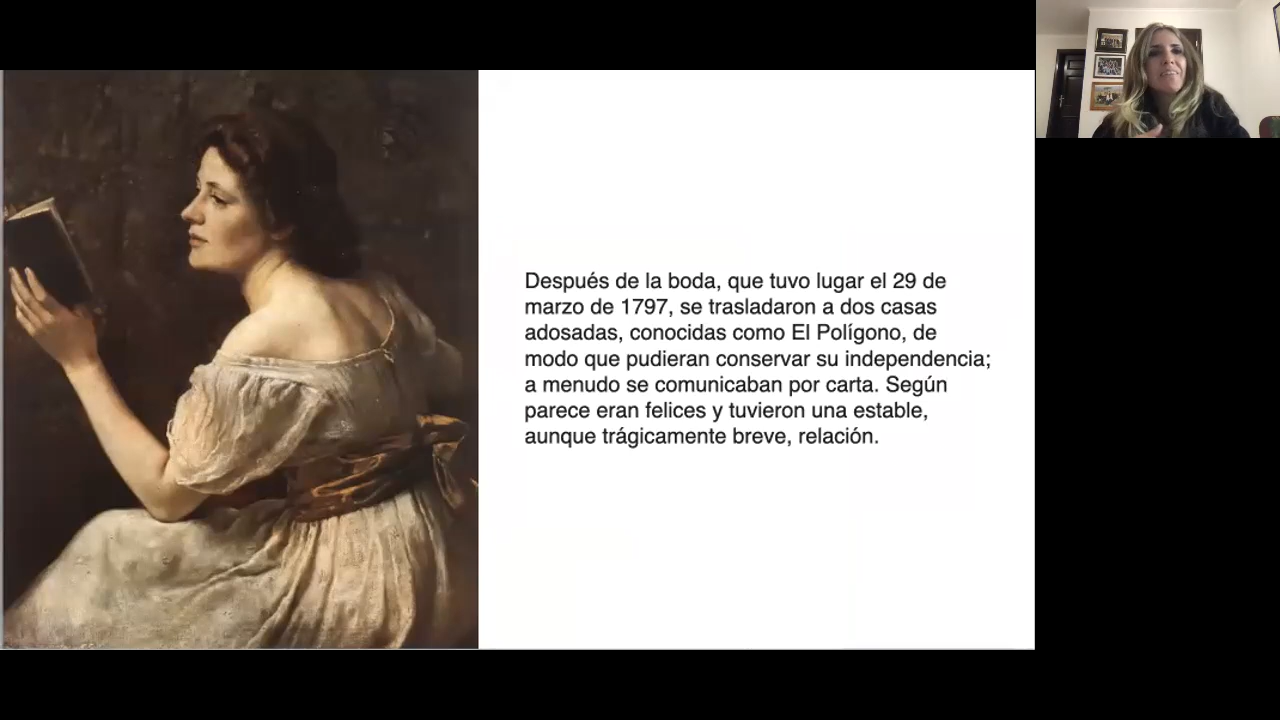 Después de la boda, que tuvo lugar el 29 de
marzo de 1797, se trasladaron a dos casas
adosadas, conocidas como El Polígono, de
modo que pudieran conservar su independencia;
a menudo se comunicaban por carta. Según
parece eran felices y tuvieron una estable,
aunque trágicamente breve, relación.